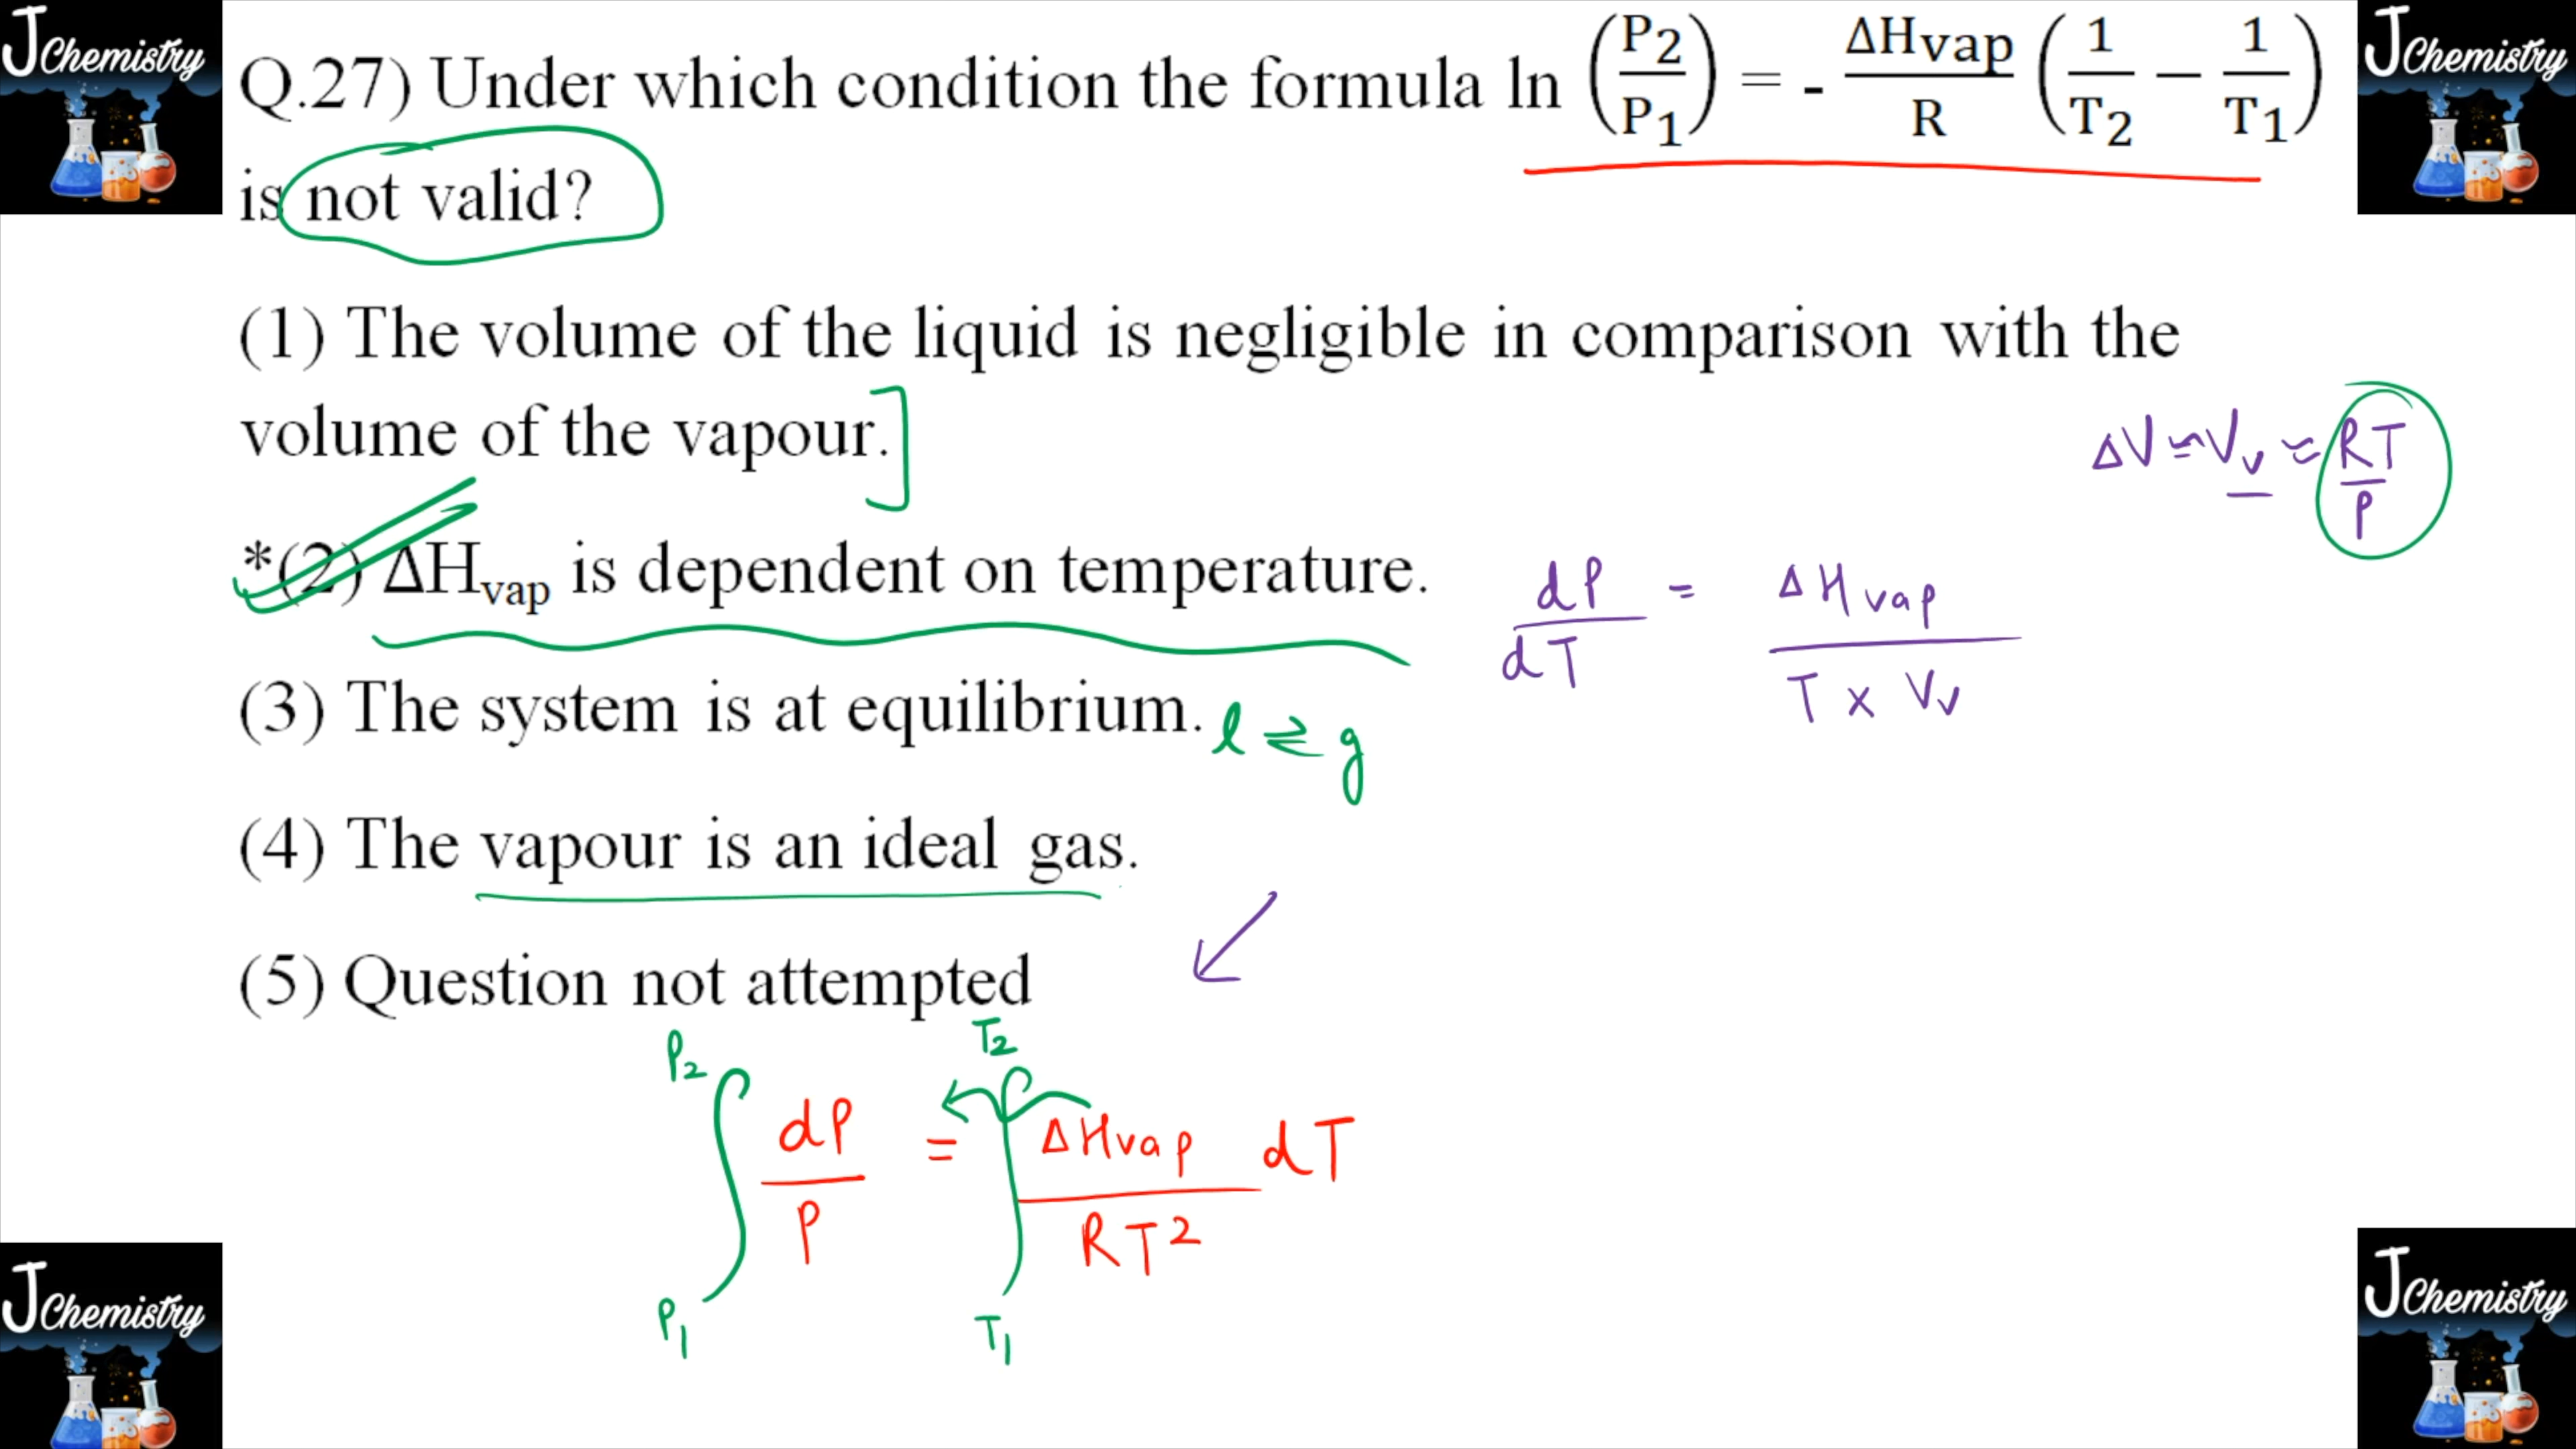 JChemistry
JChemistry
Q.27) Under which condition the formula ln (P2/P1) = - ΔHvap/R (1/T2 − 1/T1)
is not valid?
(1) The volume of the liquid is negligible in comparison with the
volume of the vapour.]
ΔV ≃ Vv ≈ RT/P
*(2) ΔHvap is dependent on temperature.
dP/dT = ΔHvap/T × Vv
(3) The system is at equilibrium. l ⇌ g
(4) The vapour is an ideal gas.
(5) Question not attempted
P2 T2
∫ dP/P = ∫ ΔHvap/RT² dT
P1 T1
JChemistry
JChemistry